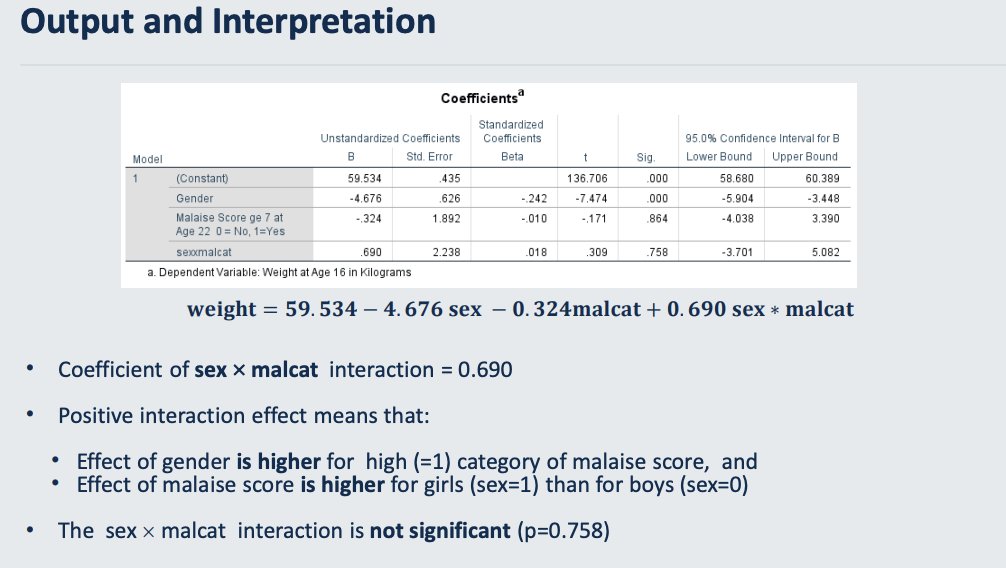 Output and Interpretation
Coefficientsa
Unstandardized Coefficients Standardized Coefficients 95.0% Confidence Interval for B
Model B Std. Error Beta t Sig. Lower Bound Upper Bound
1 (Constant) 59.534 .435 136.706 .000 58.680 60.389
Gender -4.676 .626 -.242 -7.474 .000 -5.904 -3.448
Malaise Score ge 7 at Age 22 0 = No, 1=Yes -.324 1.892 -.010 -.171 .864 -4.038 3.390
sexxmalcat .690 2.238 .018 .309 .758 -3.701 5.082
a. Dependent Variable: Weight at Age 16 in Kilograms
weight = 59.534 − 4.676 sex − 0.324malcat + 0.690 sex ∗ malcat
• Coefficient of sex × malcat interaction = 0.690
• Positive interaction effect means that:
• Effect of gender is higher for high (=1) category of malaise score, and
• Effect of malaise score is higher for girls (sex=1) than for boys (sex=0)
• The sex × malcat interaction is not significant (p=0.758)